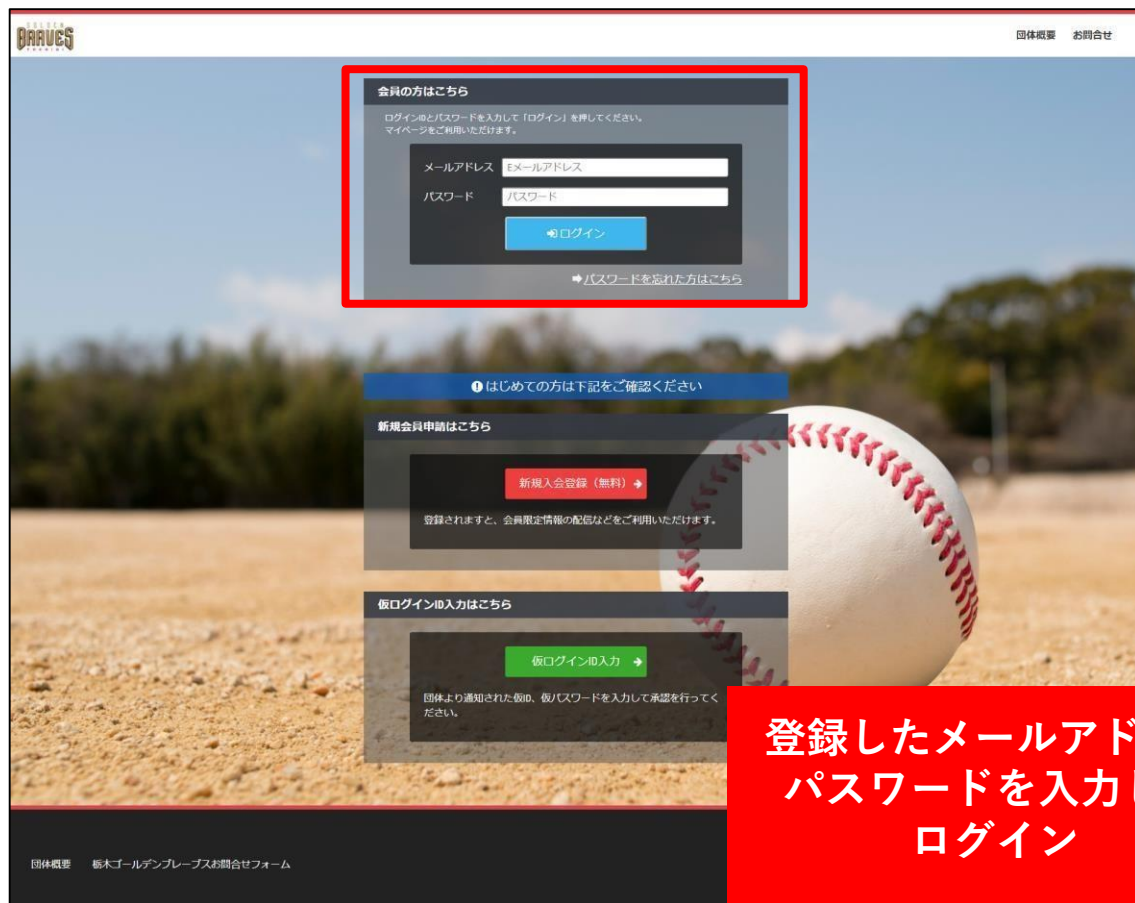 GOLDEN
BRAVES
団体概要 お問合せ
会員の方はこちら
ログインIDとパスワードを入力して「ログイン」を押してください。
マイページをご利用いただけます。
メールアドレス Eメールアドレス
パスワード パスワード
ログイン
パスワードを忘れた方はこちら
はじめての方は下記をご確認ください
新規会員申請はこちら
新規入会登録（無料）
登録されますと、会員限定情報の配信などをご利用いただけます。
仮ログインID入力はこちら
仮ログインID入力
団体より通知された仮ID、仮パスワードを入力して承認を行ってく
ださい。
登録したメールアド
パスワードを入力し
ログイン
団体概要 栃木ゴールデンブレーブスお問合せフォーム